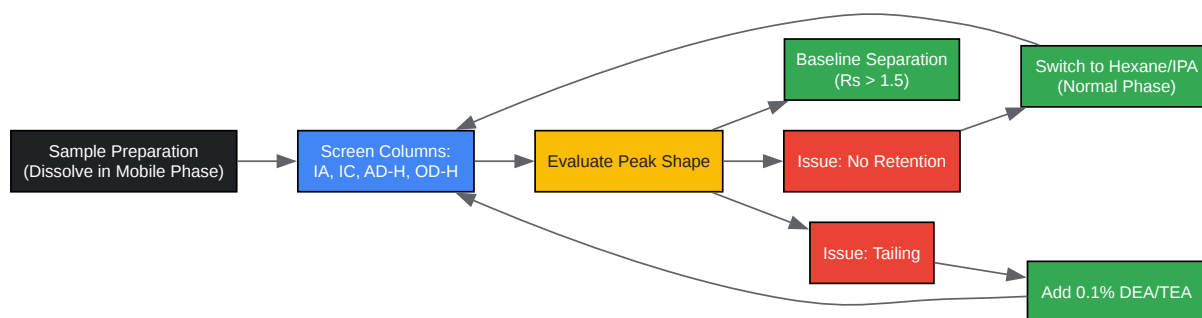 Sample Preparation
(Dissolve in Mobile Phase)
Screen Columns:
IA, IC, AD-H, OD-H
Evaluate Peak Shape
Baseline Separation
(Rs > 1.5)
Issue: No Retention
Issue: Tailing
Switch to Hexane/IPA
(Normal Phase)
Add 0.1% DEA/TEA